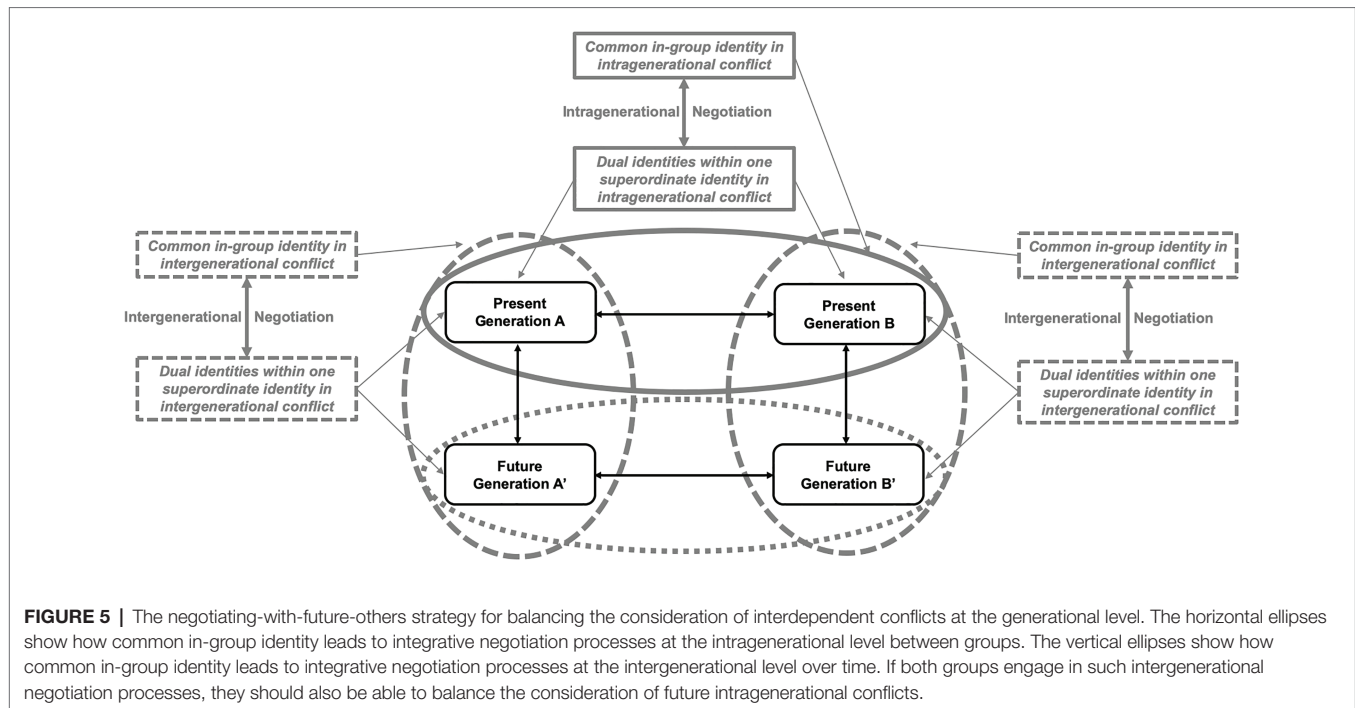 Common in-group identity in
intragenerational conflict
Intragenerational Negotiation
Dual identities within one
superordinate identity in
intragenerational conflict
Common in-group identity in
intergenerational conflict
Intergenerational Negotiation
Dual identities within one
superordinate identity in
intergenerational conflict
Common in-group identity in
intergenerational conflict
Intergenerational Negotiation
Dual identities within one
superordinate identity in
intergenerational conflict
Present
Generation A
Present
Generation B
Future
Generation A’
Future
Generation B’
FIGURE 5 | The negotiating-with-future-others strategy for balancing the consideration of interdependent conflicts at the generational level. The horizontal ellipses
show how common in-group identity leads to integrative negotiation processes at the intragenerational level between groups. The vertical ellipses show how
common in-group identity leads to integrative negotiation processes at the intergenerational level over time. If both groups engage in such intergenerational
negotiation processes, they should also be able to balance the consideration of future intragenerational conflicts.